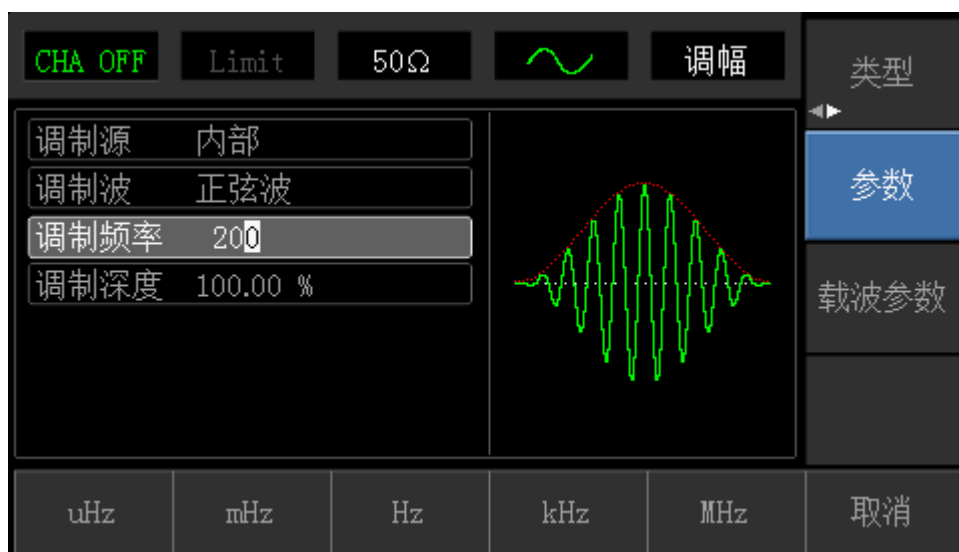 CHA OFF Limit 50Ω 调幅 类型
调制源 内部
调制波 正弦波
调制频率 200
调制深度 100.00 %
参数
载波参数
uHz mHz Hz kHz MHz 取消